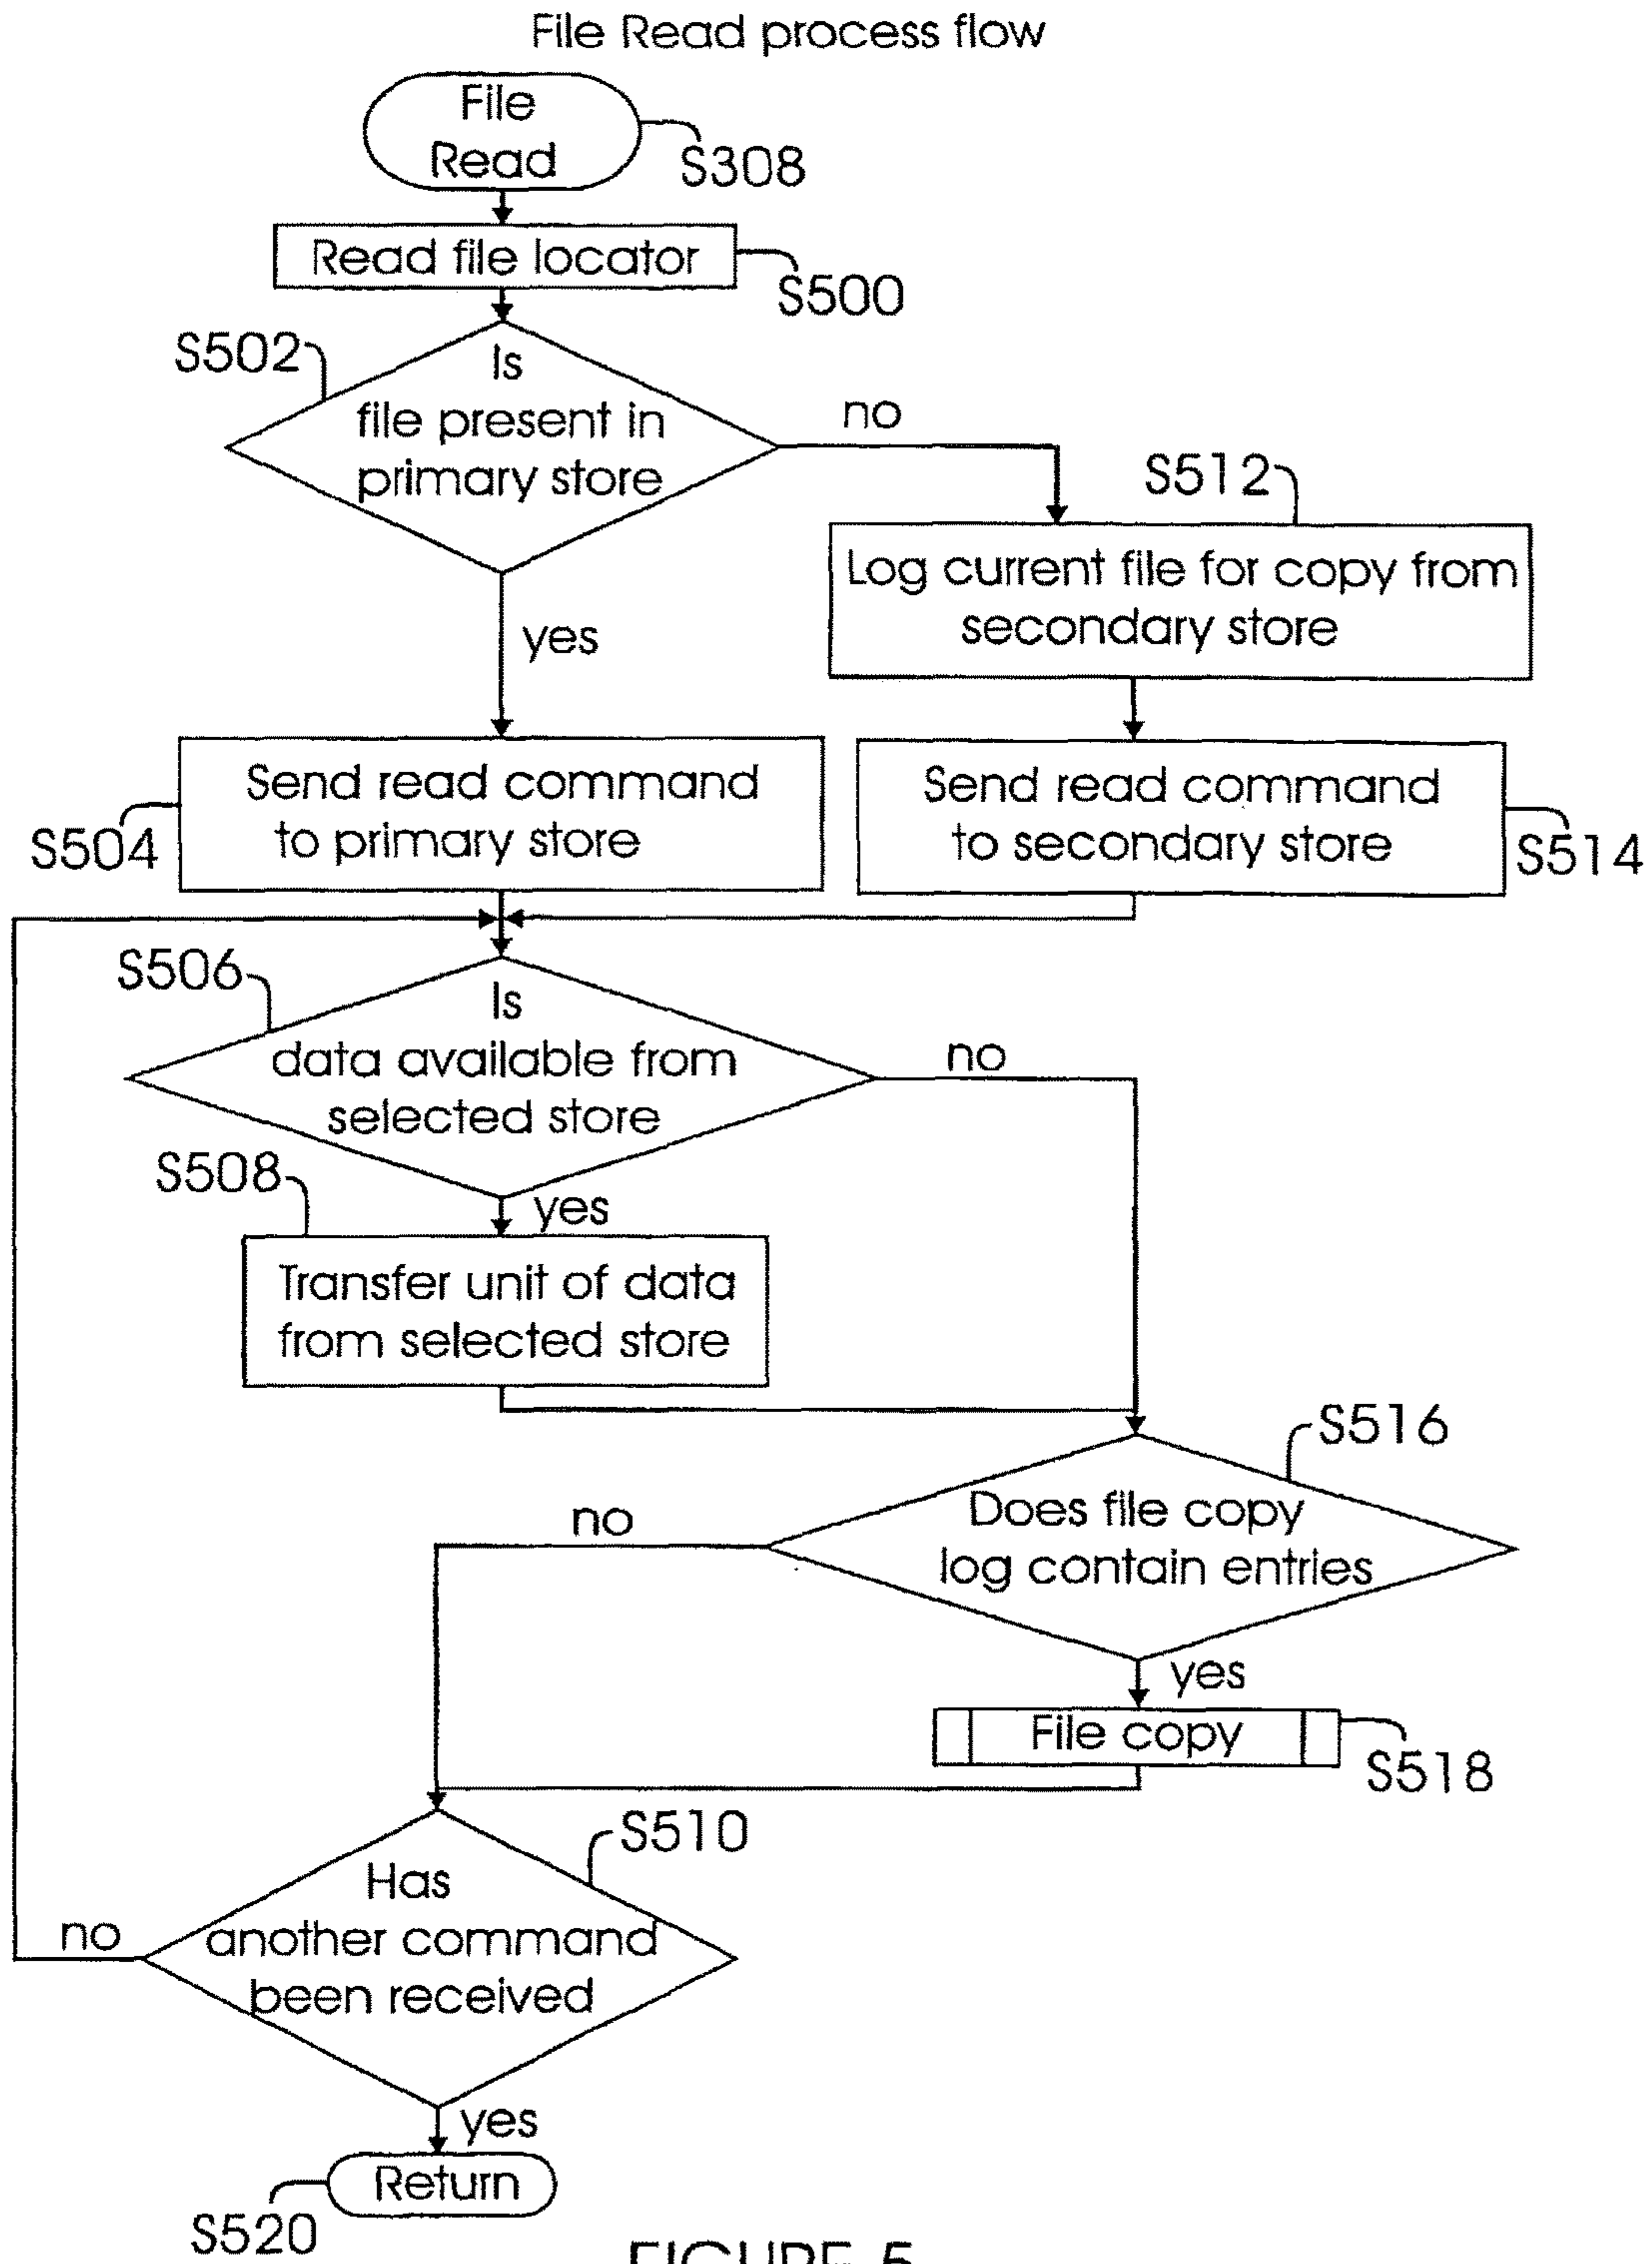 File Read process flow
File
Read
S308
Read file locator
S500
S502
Is
file present in
primary store
no
S512
Log current file for copy from
secondary store
yes
Send read command
to primary store
S504
Send read command
to secondary store
S514
S506
Is
data available from
selected store
no
S508
yes
Transfer unit of data
from selected store
S516
Does file copy
log contain entries
no
yes
File copy
S518
S510
Has
another command
been received
no
yes
Return
S520
FIGURE 5